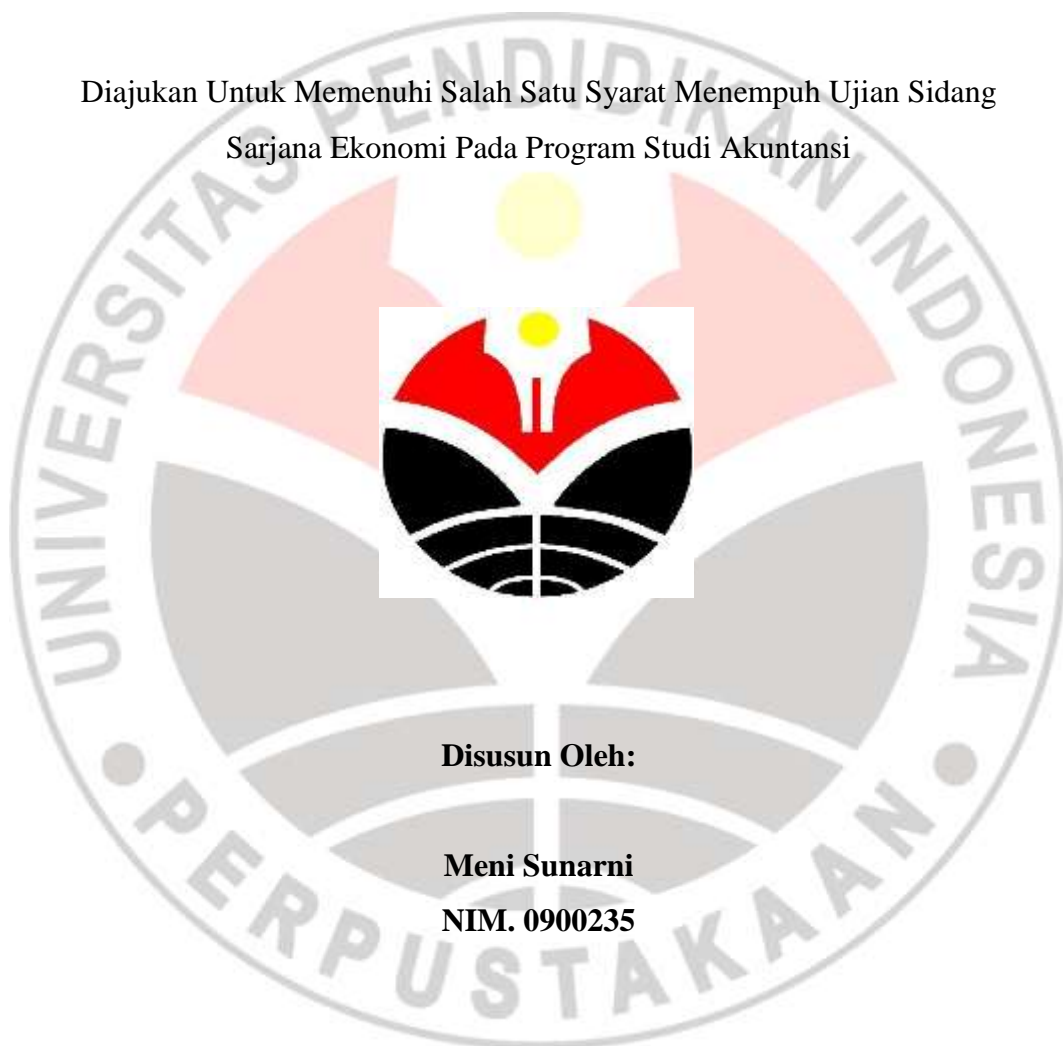 Diajukan Untuk Memenuhi Salah Satu Syarat Menempuh Ujian Sidang
Sarjana Ekonomi Pada Program Studi Akuntansi
UNIVERSITAS PENDIDIKAN INDONESIA
Disusun Oleh:
Meni Sunarni
NIM. 0900235
PERPUSTAKAAN